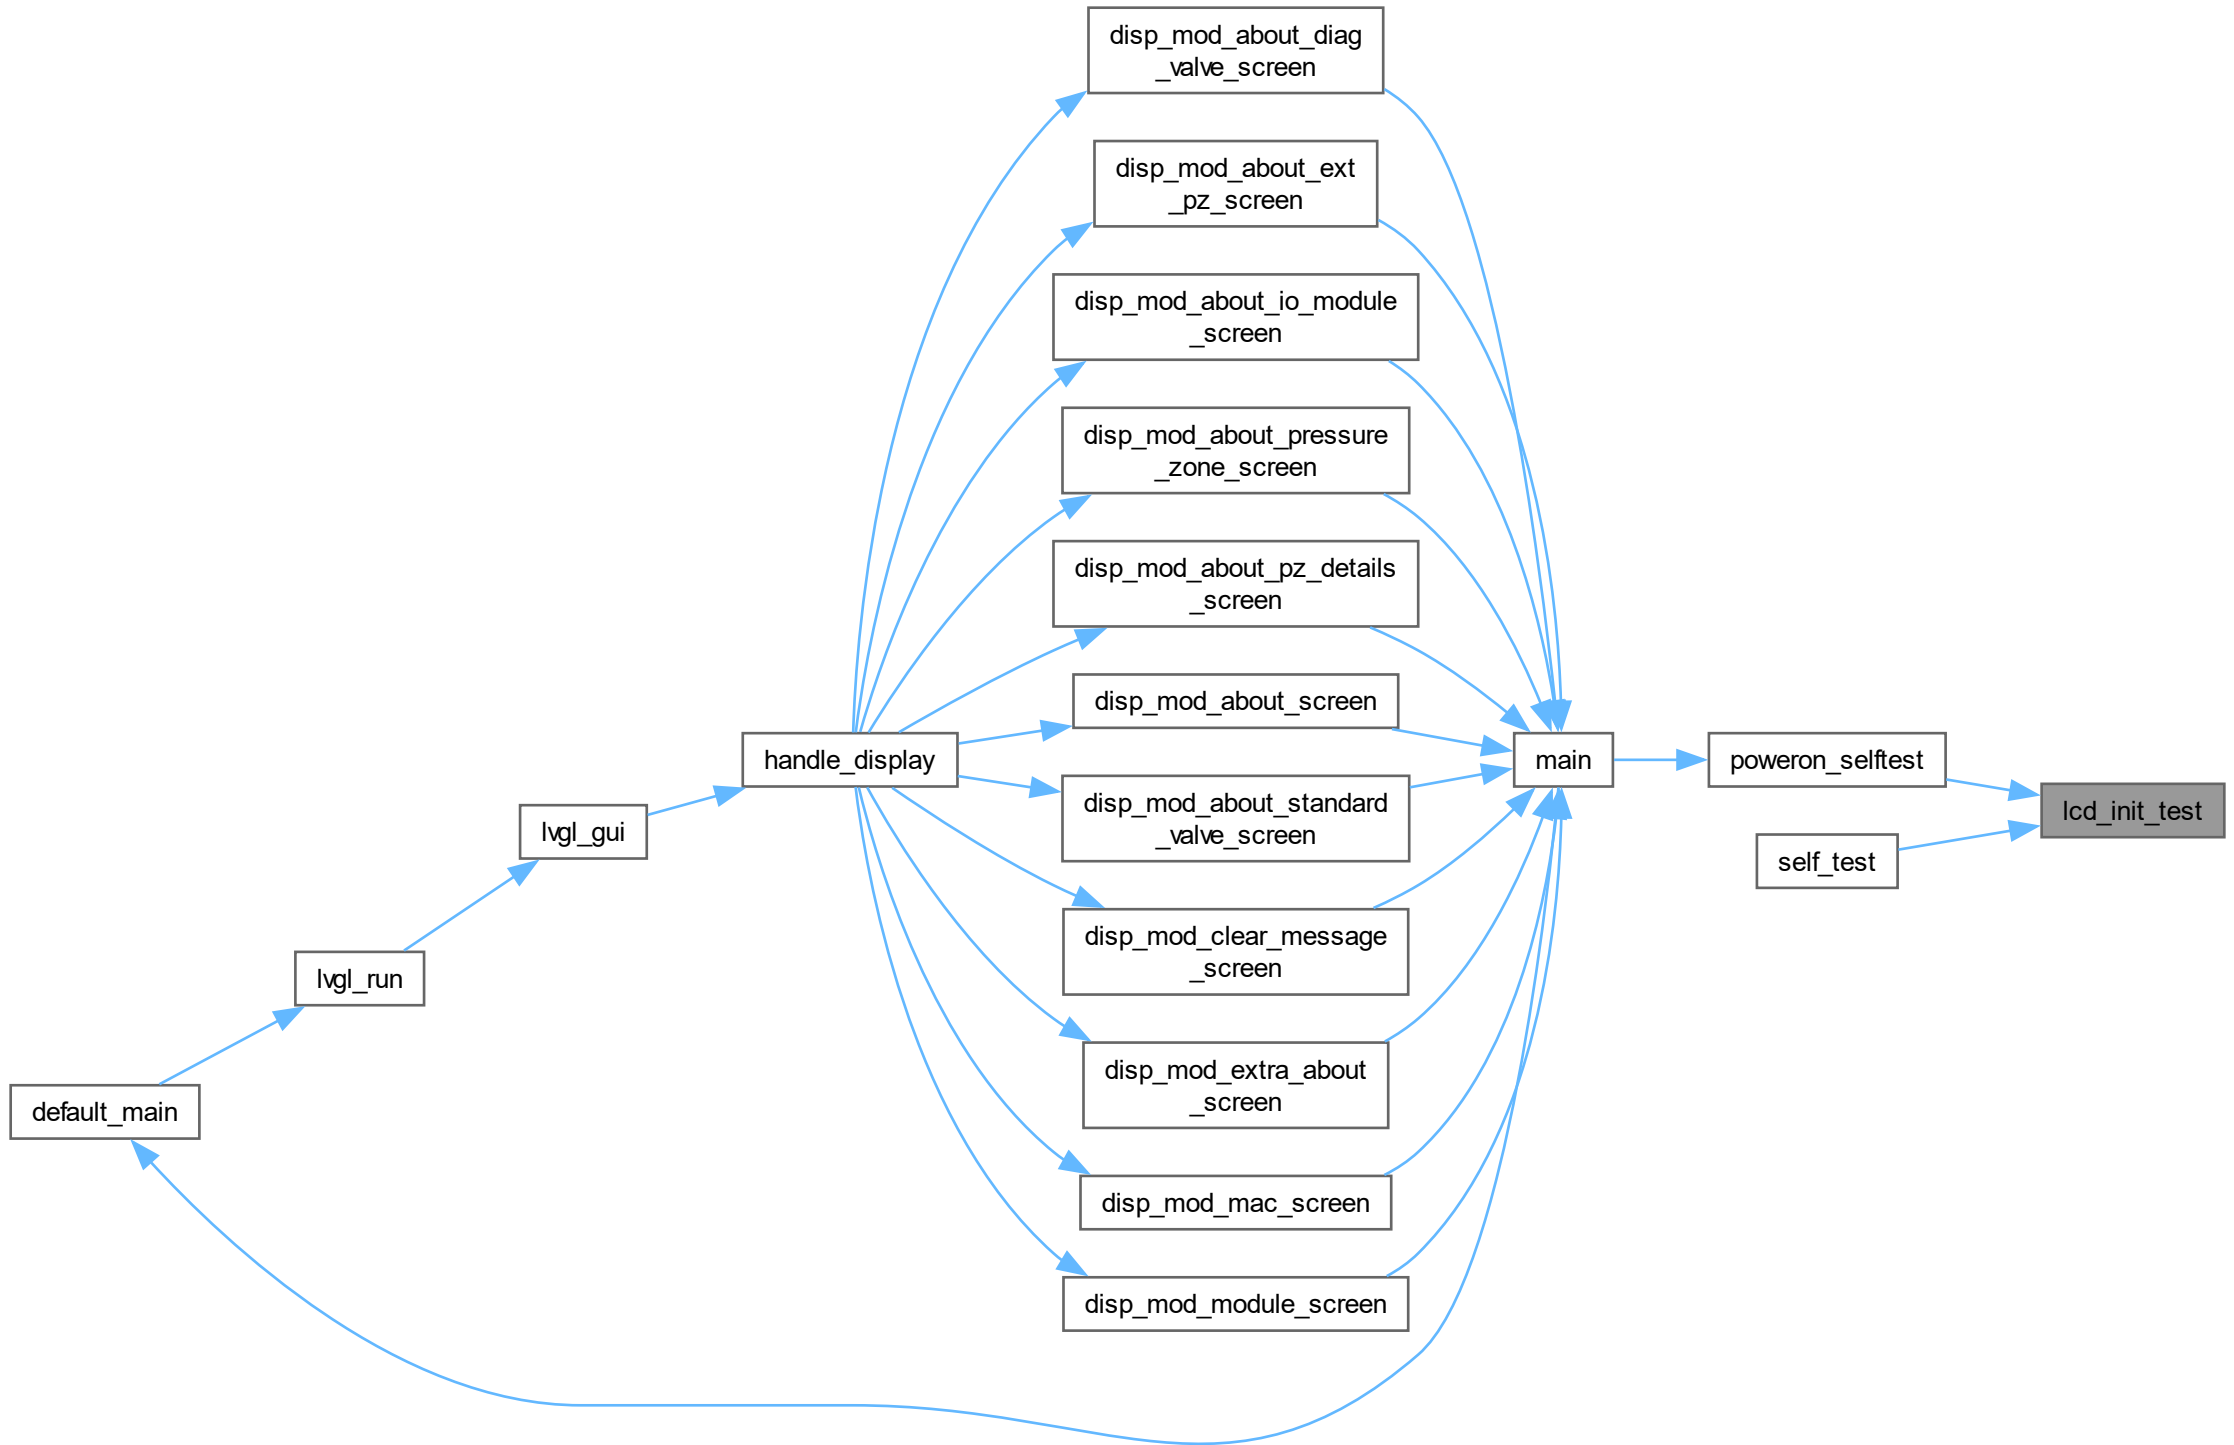 disp_mod_about_diag
_valve_screen
disp_mod_about_ext
_pz_screen
disp_mod_about_io_module
_screen
disp_mod_about_pressure
_zone_screen
disp_mod_about_pz_details
_screen
disp_mod_about_screen
handle_display
main
poweron_selftest
lcd_init_test
lvgl_gui
disp_mod_about_standard
_valve_screen
self_test
disp_mod_clear_message
_screen
lvgl_run
disp_mod_extra_about
_screen
default_main
disp_mod_mac_screen
disp_mod_module_screen